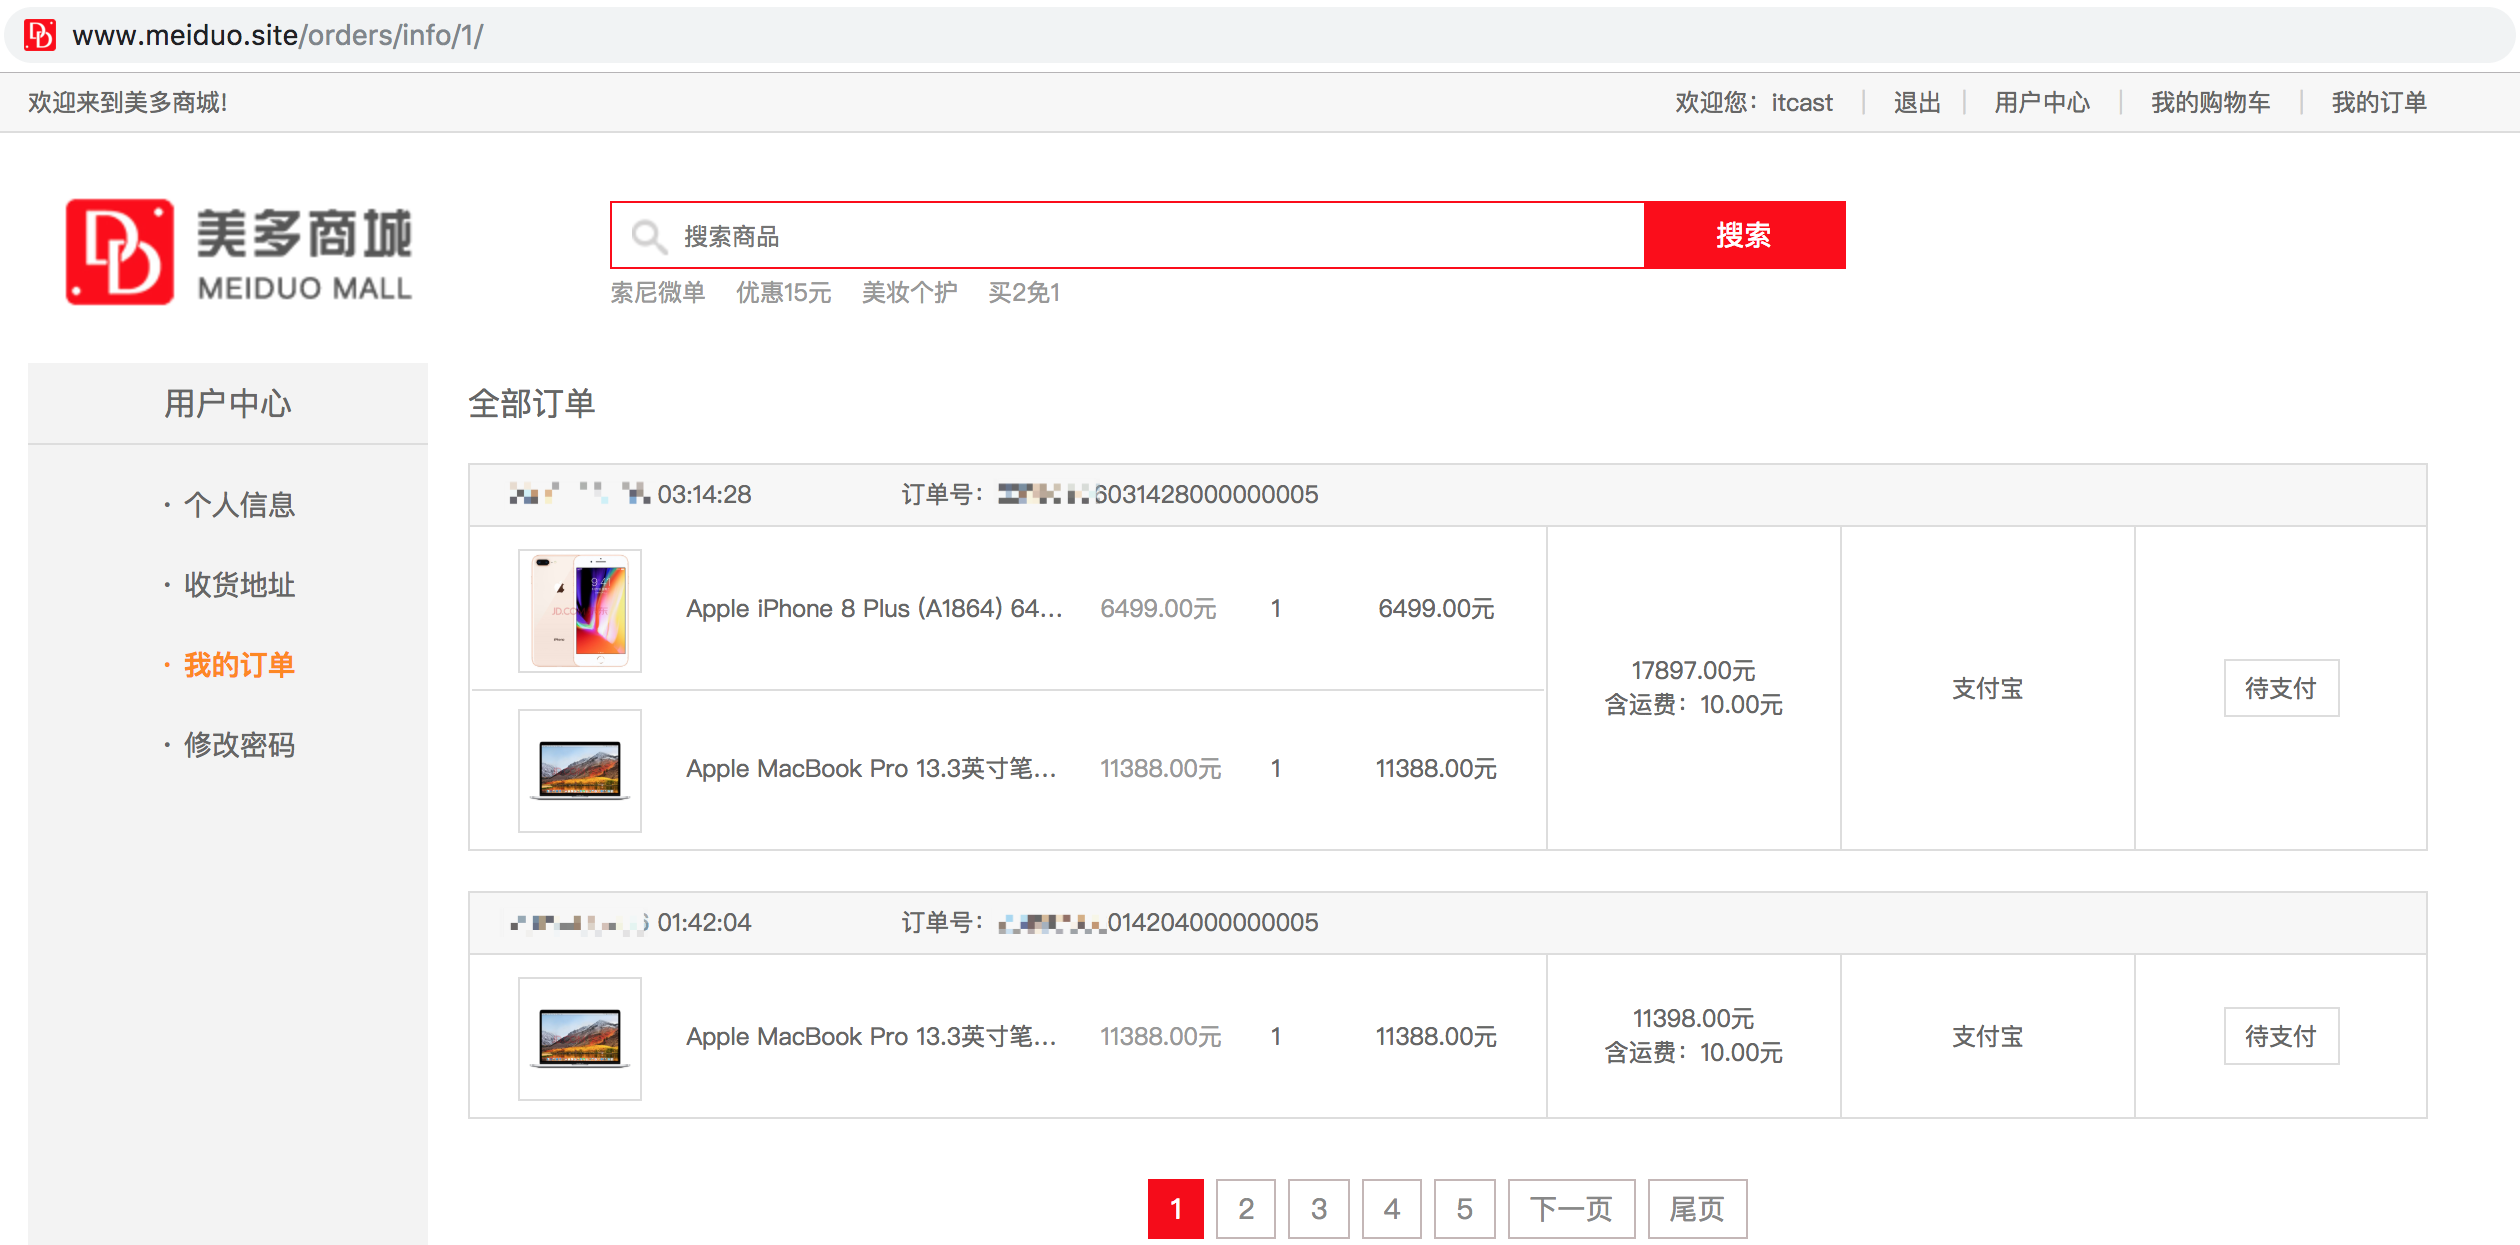 www.meiduo.site/orders/info/1/
欢迎来到美多商城!
欢迎您：itcast 退出 用户中心 我的购物车 我的订单
美多商城
MEIDUO MALL
搜索商品 搜索
索尼微单 优惠15元 美妆个护 买2免1
用户中心
· 个人信息
· 收货地址
· 我的订单
· 修改密码
全部订单
03:14:28 订单号： 6031428000000005
Apple iPhone 8 Plus (A1864) 64... 6499.00元 1 6499.00元
Apple MacBook Pro 13.3英寸笔... 11388.00元 1 11388.00元
17897.00元
含运费：10.00元
支付宝
待支付
01:42:04 订单号： 014204000000005
Apple MacBook Pro 13.3英寸笔... 11388.00元 1 11388.00元
11398.00元
含运费：10.00元
支付宝
待支付
1 2 3 4 5 下一页 尾页